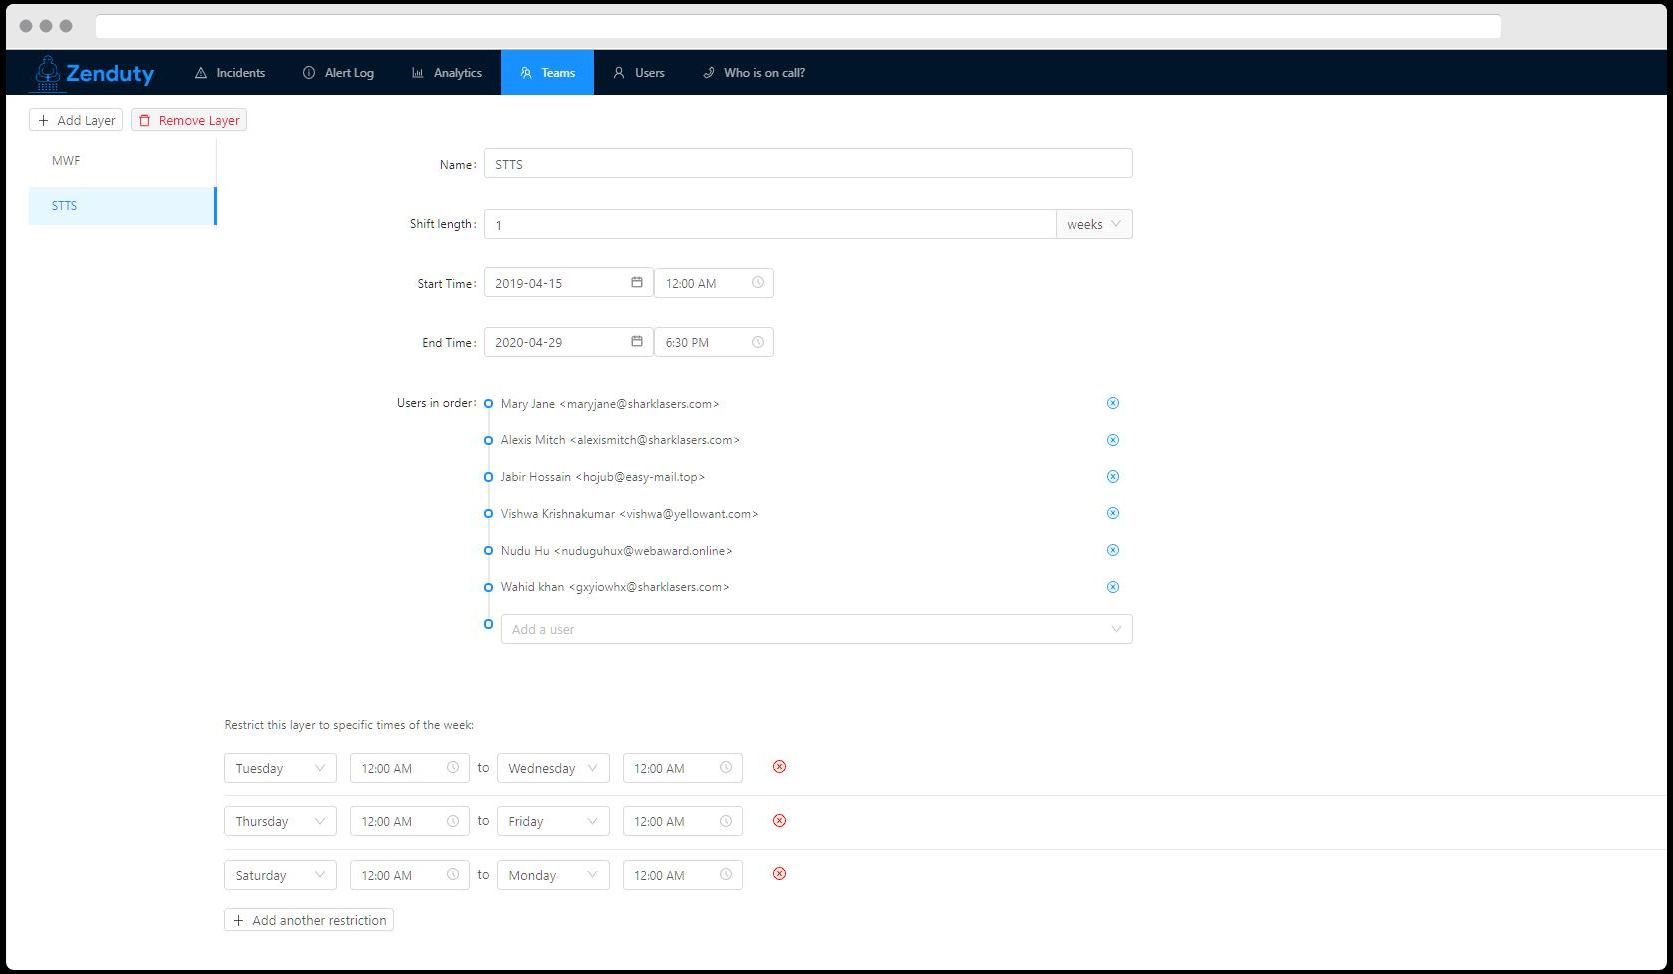 Zenduty Incidents Alert Log Analytics Teams Users Who is on call?
+ Add Layer Remove Layer
MWF
STTS
Name: STTS
Shift length: 1 weeks
Start Time: 2019-04-15 12:00 AM
End Time: 2020-04-29 6:30 PM
Users in order: Mary Jane <maryjane@sharklasers.com>
Alexis Mitch <alexismitch@sharklasers.com>
Jabir Hossain <hojub@easy-mail.top>
Vishwa Krishnakumar <vishwa@yellowant.com>
Nudu Hu <nuduguhux@webaward.online>
Wahid khan <gxyiowhx@sharklasers.com>
Add a user
Restrict this layer to specific times of the week:
Tuesday 12:00 AM to Wednesday 12:00 AM
Thursday 12:00 AM to Friday 12:00 AM
Saturday 12:00 AM to Monday 12:00 AM
+ Add another restriction